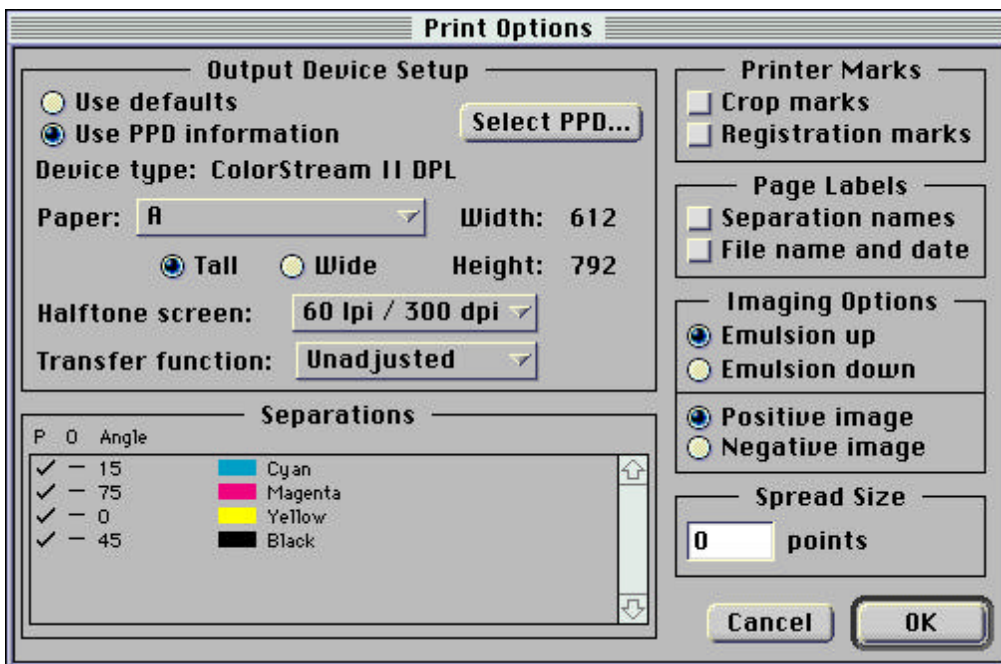 Print Options
Output Device Setup
Use defaults
Use PPD information
Select PPD...
Device type: ColorStream II DPL
Paper: A
Width: 612
Tall Wide
Height: 792
Halftone screen: 60 lpi / 300 dpi
Transfer function: Unadjusted
Separations
P O Angle
15 Cyan
75 Magenta
0 Yellow
45 Black
Printer Marks
Crop marks
Registration marks
Page Labels
Separation names
File name and date
Imaging Options
Emulsion up
Emulsion down
Positive image
Negative image
Spread Size
0 points
Cancel OK